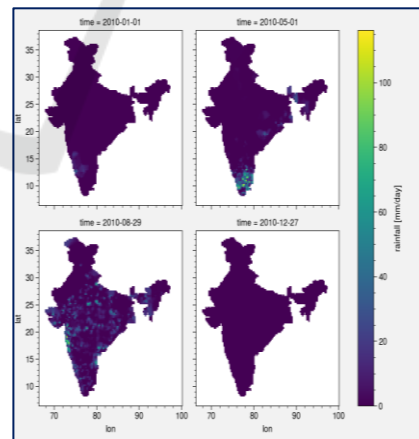 time = 2010-01-01
time = 2010-05-01
35
30
25
20
15
10
lat
100
80
60
40
20
0
rainfall [mm/day]
time = 2010-08-29
time = 2010-12-27
35
30
25
20
15
10
lat
70
80
90
100
70
80
90
100
lon
lon